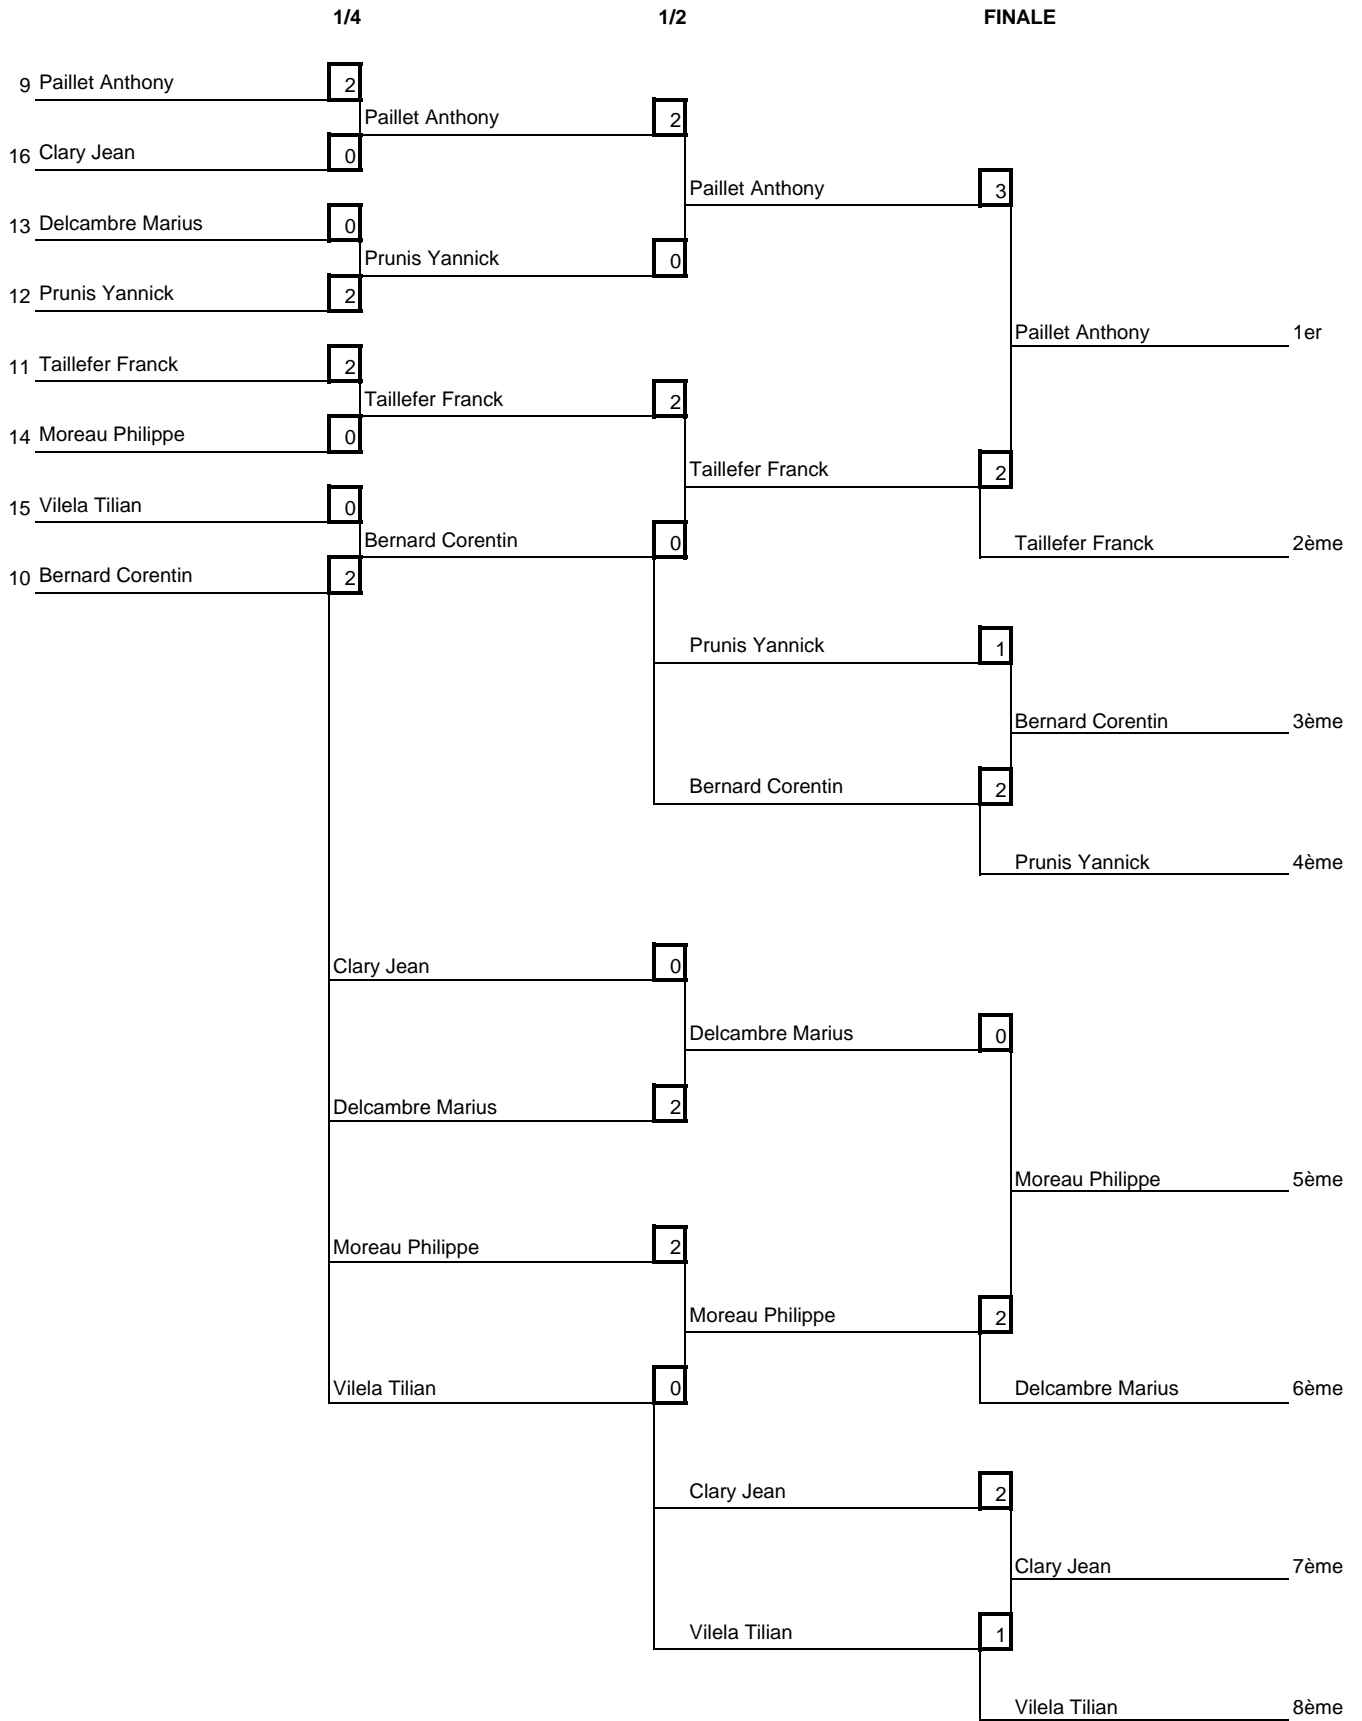 1/4 1/2 FINALE
9 Paillet Anthony 2
Paillet Anthony 2
16 Clary Jean 0
Paillet Anthony 3
13 Delcambre Marius 0
Prunis Yannick 0
12 Prunis Yannick 2
Paillet Anthony 1er
11 Taillefer Franck 2
Taillefer Franck 2
14 Moreau Philippe 0
Taillefer Franck 2
15 Vilela Tilian 0
Bernard Corentin 0
Taillefer Franck 2ème
10 Bernard Corentin 2
Prunis Yannick 1
Bernard Corentin 3ème
Bernard Corentin 2
Prunis Yannick 4ème
Clary Jean 0
Delcambre Marius 0
Delcambre Marius 2
Moreau Philippe 5ème
Moreau Philippe 2
Moreau Philippe 2
Vilela Tilian 0
Delcambre Marius 6ème
Clary Jean 2
Clary Jean 7ème
Vilela Tilian 1
Vilela Tilian 8ème